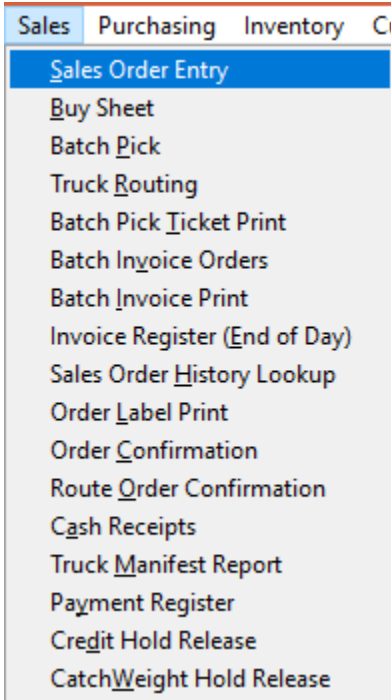 Sales Purchasing Inventory
Sales Order Entry
Buy Sheet
Batch Pick
Truck Routing
Batch Pick Ticket Print
Batch Invoice Orders
Batch Invoice Print
Invoice Register (End of Day)
Sales Order History Lookup
Order Label Print
Order Confirmation
Route Order Confirmation
Cash Receipts
Truck Manifest Report
Payment Register
Credit Hold Release
CatchWeight Hold Release